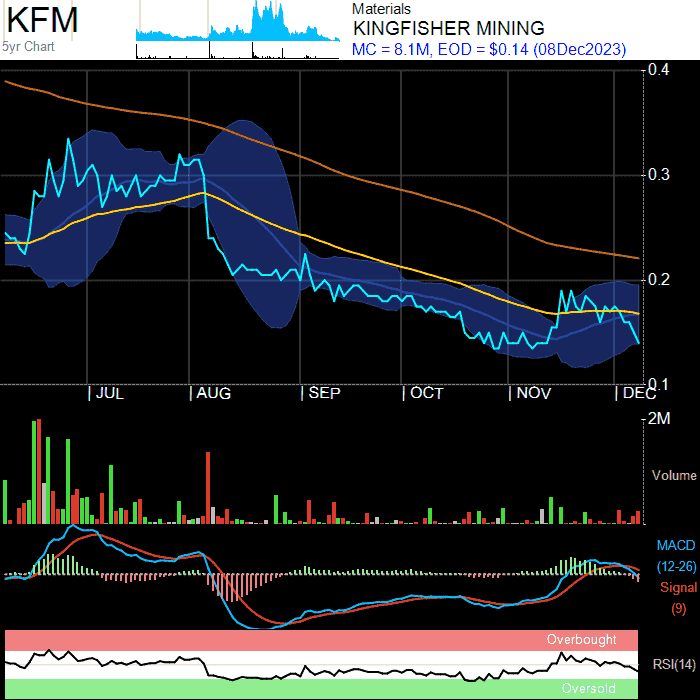 KFM
5yr Chart
Materials
KINGFISHER MINING
MC = 8.1M, EOD = $0.14 (08Dec2023)
0.4
0.3
0.2
0.1
| JUL | AUG | SEP | OCT | NOV | DEC
2M
Volume
MACD
(12-26)
Signal
(9)
Overbought
RSI(14)
Oversold